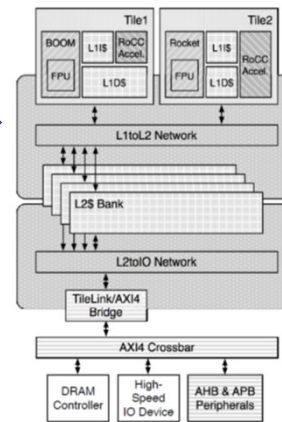 Tile1
Tile2
BOOM
L1I$
RoCC
Accel.
FPU
L1D$
Rocket
L1I$
RoCC
Accel.
FPU
L1D$
L1toL2 Network
L2$ Bank
L2toIO Network
TileLink/AXI4
Bridge
AXI4 Crossbar
DRAM
Controller
High-
Speed
IO Device
AHB & APB
Peripherals